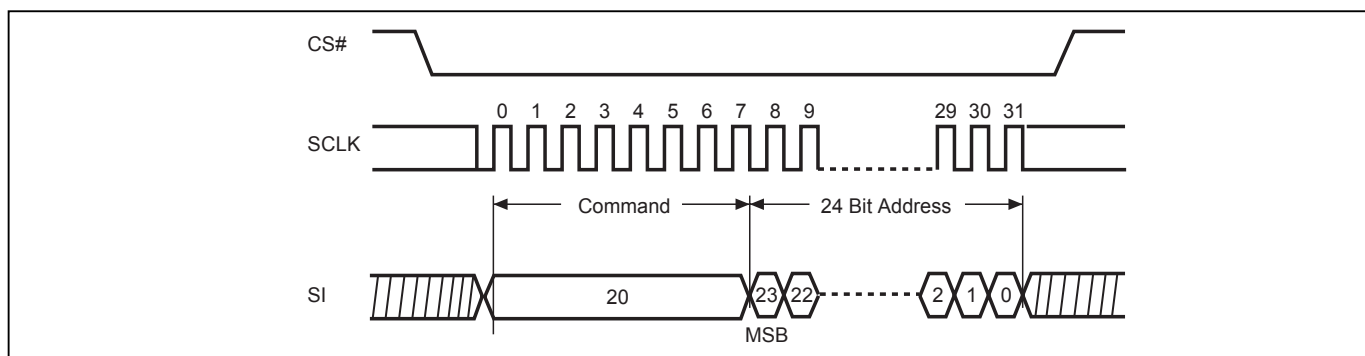 CS#
0 1 2 3 4 5 6 7 8 9 29 30 31
SCLK
Command 24 Bit Address
SI 20 23 22 2 1 0
MSB